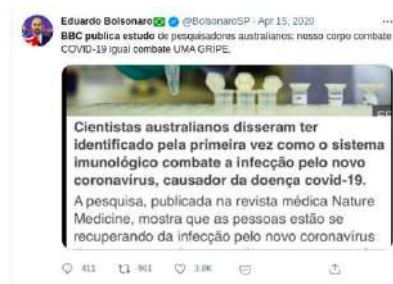 Eduardo Bolsonaro🇧🇷 @BolsonaroSP · Apr 15, 2020 ...
BBC publica estudo de pesquisadores australianos: nosso corpo combate
COVID-19 igual combate UMA GRIPE.
Cientistas australianos disseram ter
identificado pela primeira vez como o sistema
imunológico combate a infecção pelo novo
coronavírus, causador da doença covid-19.
A pesquisa, publicada na revista médica Nature
Medicine, mostra que as pessoas estão se
recuperando da infecção pelo novo coronavírus
411 961 3.0K